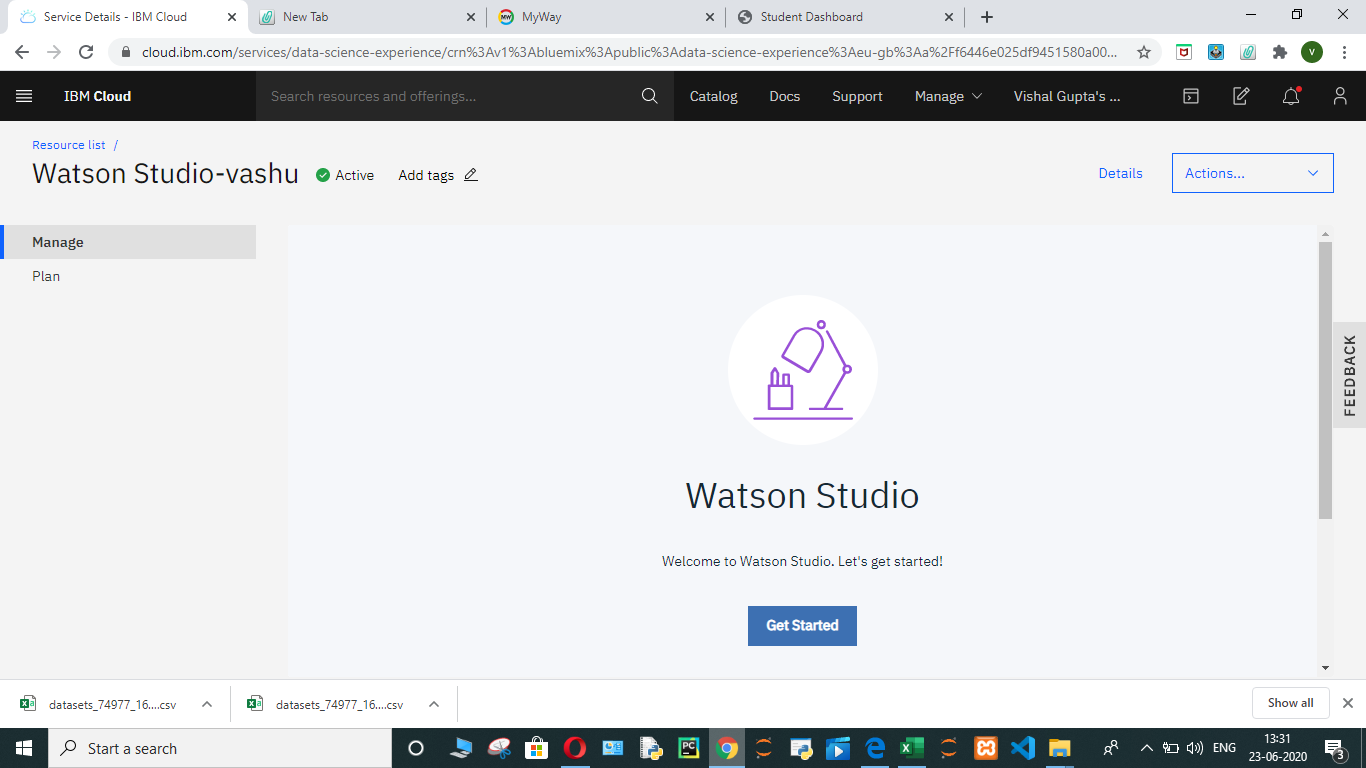 Service Details - IBM Cloud
New Tab
MyWay
Student Dashboard
cloud.ibm.com/services/data-science-experience/crn%3Av1%3Abluemix%3Apublic%3Adata-science-experience%3Aeu-gb%3Aa%2Ff6446e025df9451580a00...
V
IBM Cloud
Search resources and offerings...
Catalog
Docs
Support
Manage
Vishal Gupta's ...
Resource list /
Watson Studio-vashu
Active
Add tags
Details
Actions...
Manage
Plan
FEEDBACK
Watson Studio
Welcome to Watson Studio. Let's get started!
Get Started
datasets_74977_16....csv
datasets_74977_16....csv
Show all
Start a search
ENG
13:31
23-06-2020
3